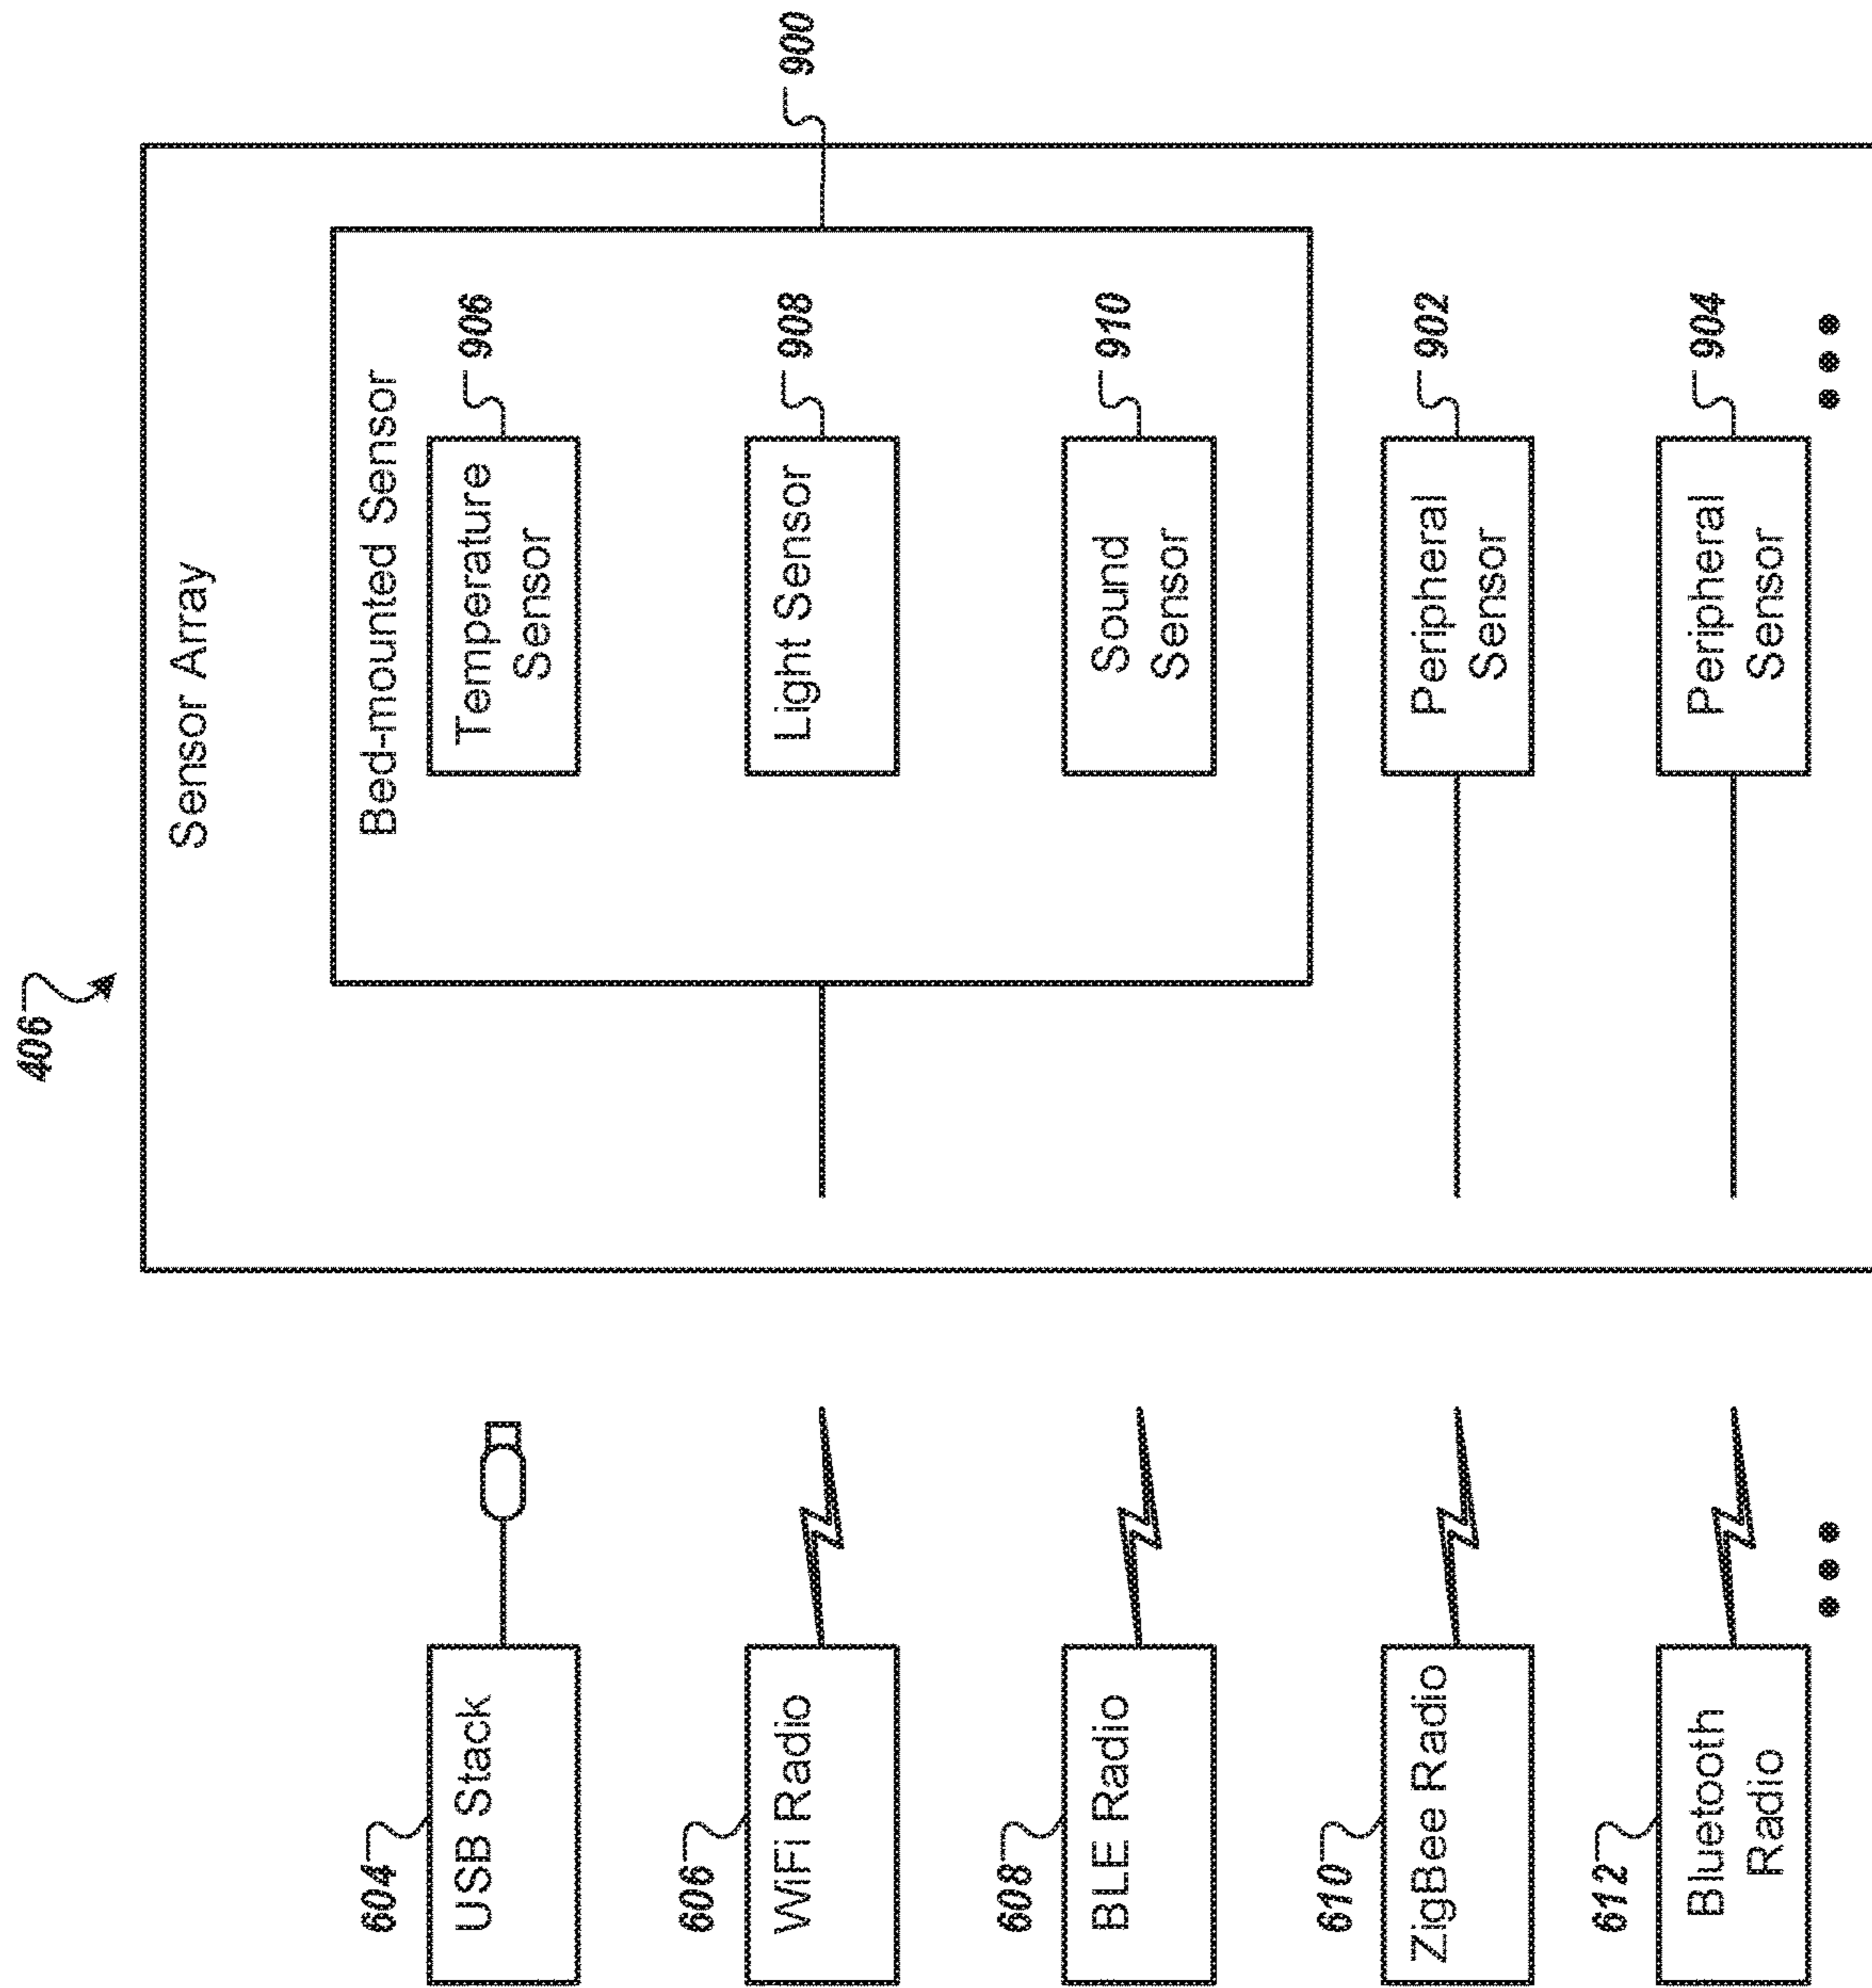 406
Sensor Array
604
USB Stack
Bed-mounted Sensor
Temperature
Sensor
906
606
WiFi Radio
Light Sensor
908
900
608
BLE Radio
Sound
Sensor
910
610
ZigBee Radio
Peripheral
Sensor
902
612
Bluetooth
Radio
Peripheral
Sensor
904